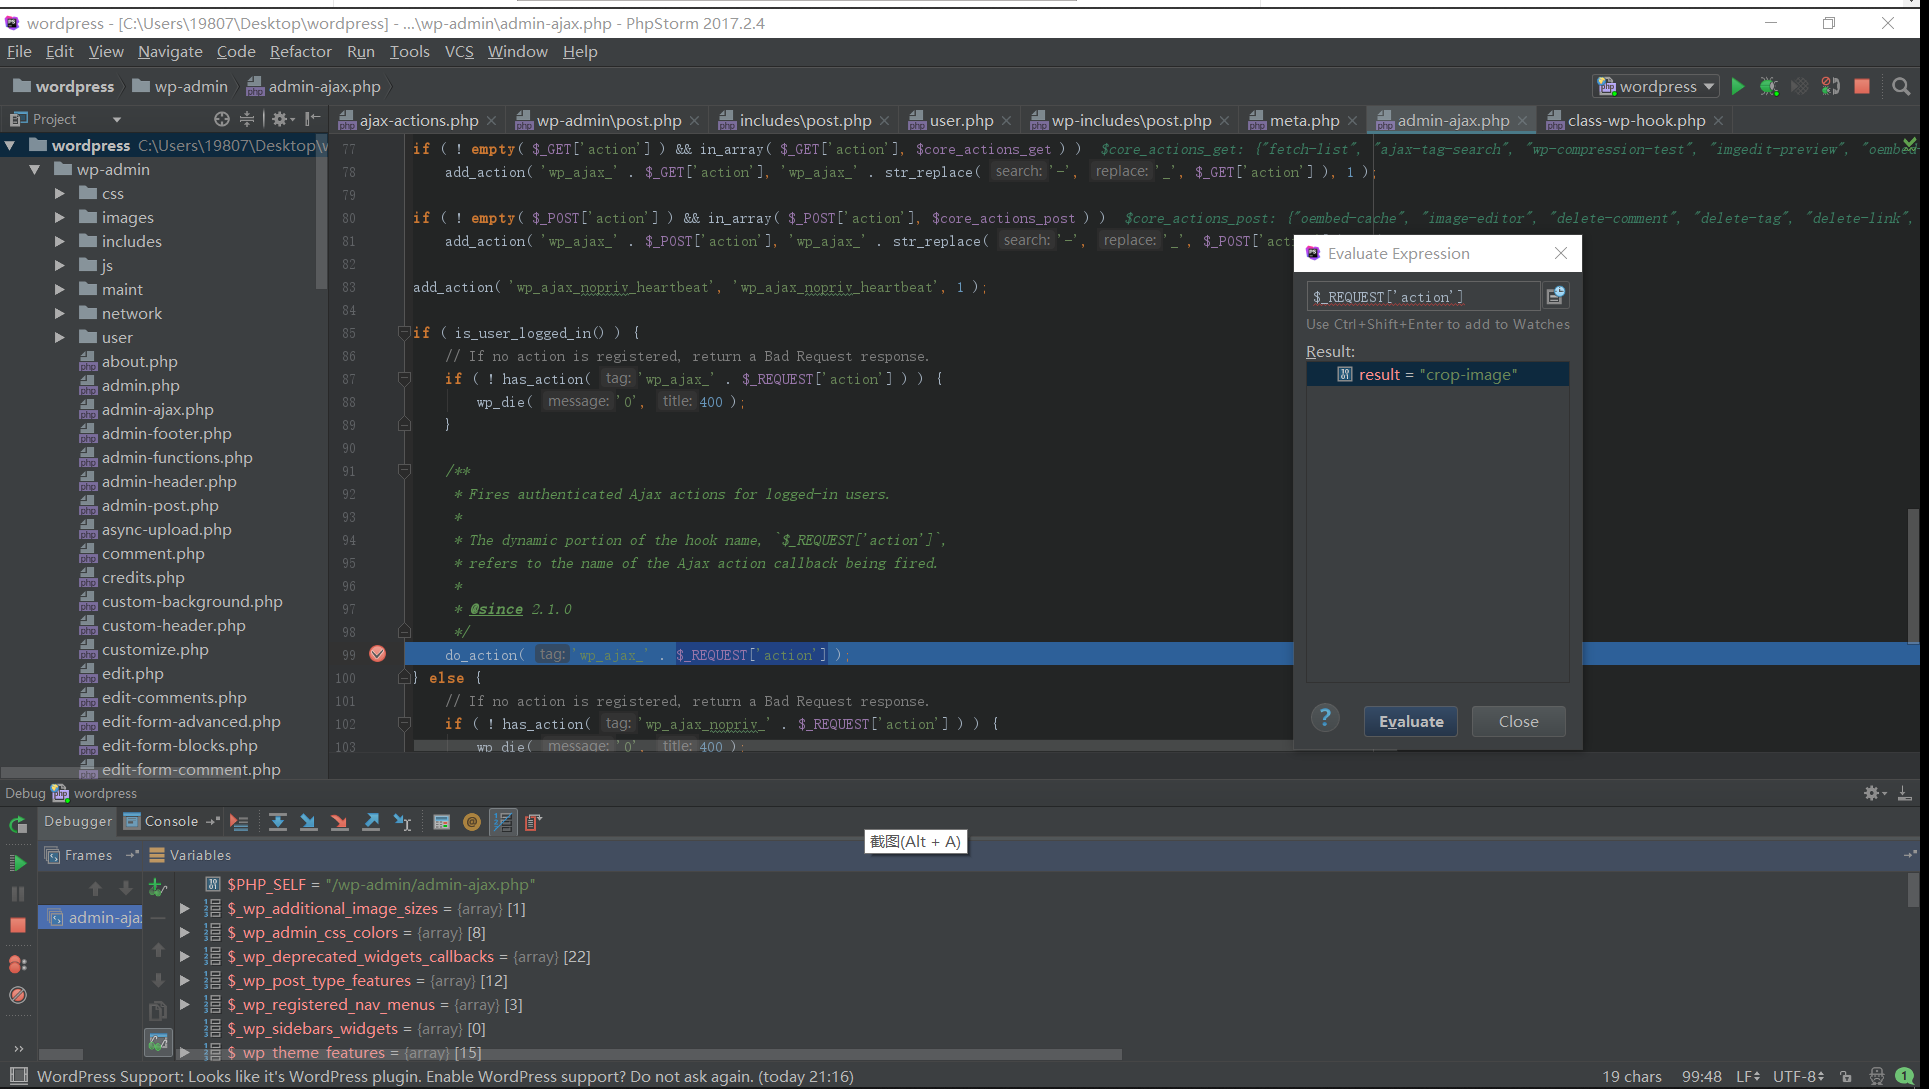 wordpress - [C:\Users\19807\Desktop\wordpress] - ...\wp-admin\admin-ajax.php - PhpStorm 2017.2.4
File Edit View Navigate Code Refactor Run Tools VCS Window Help
wordpress wp-admin admin-ajax.php
wordpress
Project
ajax-actions.php wp-admin\post.php includes\post.php user.php wp-includes\post.php meta.php admin-ajax.php class-wp-hook.php
wordpress C:\Users\19807\Desktop\w
wp-admin
css
images
includes
js
maint
network
user
about.php
admin.php
admin-ajax.php
admin-footer.php
admin-functions.php
admin-header.php
admin-post.php
async-upload.php
comment.php
credits.php
custom-background.php
custom-header.php
customize.php
edit.php
edit-comments.php
edit-form-advanced.php
edit-form-blocks.php
edit-form-comment.php
77 if ( ! empty( $_GET['action'] ) && in_array( $_GET['action'], $core_actions_get ) ) $core_actions_get: {"fetch-list", "ajax-tag-search", "wp-compression-test", "imgedit-preview", "oembed-
78 add_action( 'wp_ajax_' . $_GET['action'], 'wp_ajax_' . str_replace( search: '-', replace: '_', $_GET['action'] ), 1 );
79
80 if ( ! empty( $_POST['action'] ) && in_array( $_POST['action'], $core_actions_post ) ) $core_actions_post: {"oembed-cache", "image-editor", "delete-comment", "delete-tag", "delete-link",
81 add_action( 'wp_ajax_' . $_POST['action'], 'wp_ajax_' . str_replace( search: '-', replace: '_', $_POST['act
82
83 add_action( 'wp_ajax_nopriv_heartbeat', 'wp_ajax_nopriv_heartbeat', 1 );
84
85 if ( is_user_logged_in() ) {
86 // If no action is registered, return a Bad Request response.
87 if ( ! has_action( tag: 'wp_ajax_' . $_REQUEST['action'] ) ) {
88 wp_die( message: '0', title: 400 );
89 }
90
91 /**
92 * Fires authenticated Ajax actions for logged-in users.
93 *
94 * The dynamic portion of the hook name, `$_REQUEST['action']`,
95 * refers to the name of the Ajax action callback being fired.
96 *
97 * @since 2.1.0
98 */
99 do_action( tag: 'wp_ajax_' . $_REQUEST['action'] );
100 } else {
101 // If no action is registered, return a Bad Request response.
102 if ( ! has_action( tag: 'wp_ajax_nopriv_' . $_REQUEST['action'] ) ) {
103 wp_die( message: '0', title: 400 );
Evaluate Expression
$_REQUEST['action']
Use Ctrl+Shift+Enter to add to Watches
Result:
result = "crop-image"
? Evaluate Close
Debug wordpress
Debugger Console
截图(Alt + A)
Frames Variables
admin-aja
$PHP_SELF = "/wp-admin/admin-ajax.php"
$_wp_additional_image_sizes = {array} [1]
$_wp_admin_css_colors = {array} [8]
$_wp_deprecated_widgets_callbacks = {array} [22]
$_wp_post_type_features = {array} [12]
$_wp_registered_nav_menus = {array} [3]
$_wp_sidebars_widgets = {array} [0]
$_wp_theme_features = {array} [15]
WordPress Support: Looks like it's WordPress plugin. Enable WordPress support? Do not ask again. (today 21:16) 19 chars 99:48 LF UTF-8 1